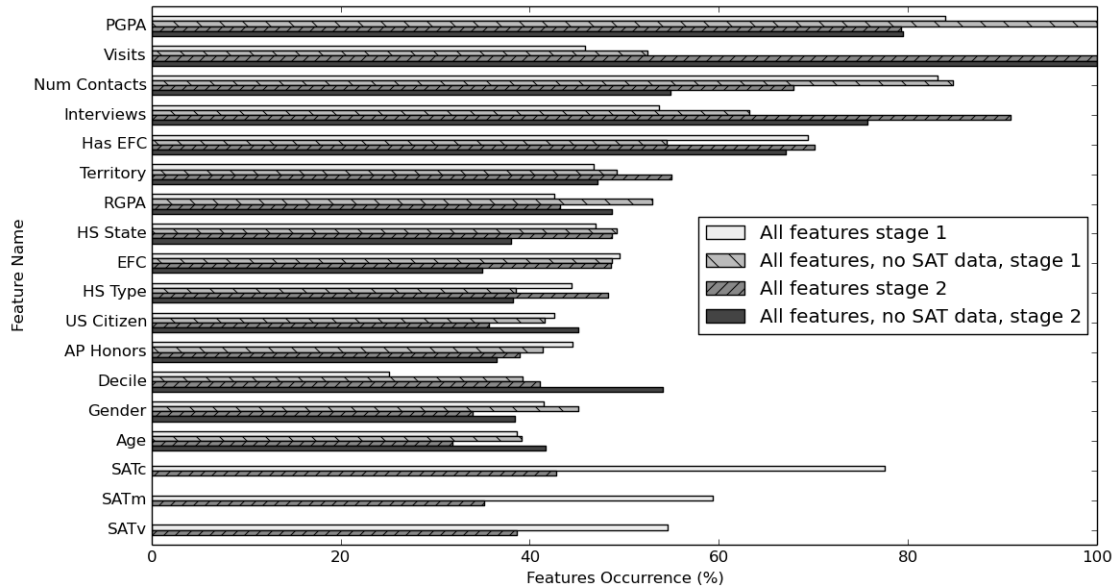 PGPA
Visits
Num Contacts
Interviews
Has EFC
Territory
RGPA
HS State
EFC
HS Type
US Citizen
AP Honors
Decile
Gender
Age
SATc
SATm
SATv
Feature Name
All features stage 1
All features, no SAT data, stage 1
All features stage 2
All features, no SAT data, stage 2
0 20 40 60 80 100
Features Occurrence (%)